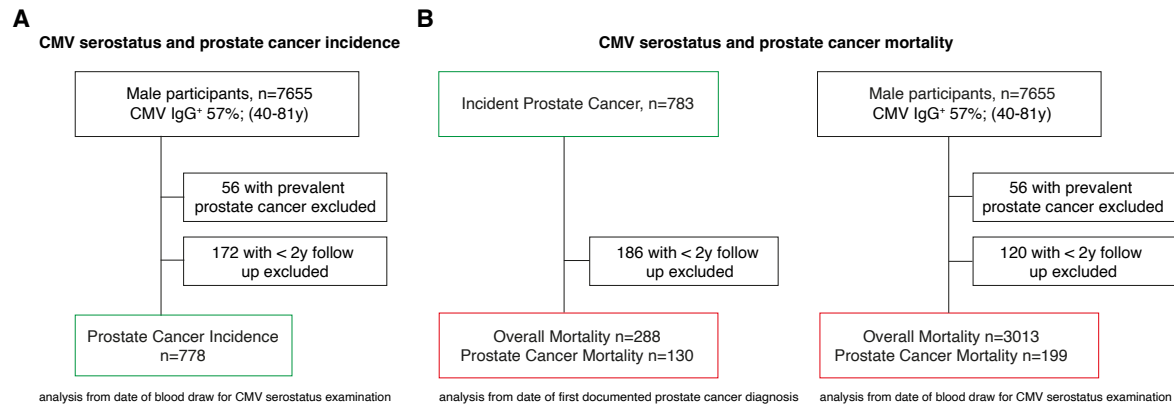 A
CMV serostatus and prostate cancer incidence
Male participants, n=7655
CMV IgG⁺ 57%; (40-81y)
56 with prevalent
prostate cancer excluded
172 with < 2y follow
up excluded
Prostate Cancer Incidence
n=778
analysis from date of blood draw for CMV serostatus examination
B
CMV serostatus and prostate cancer mortality
Incident Prostate Cancer, n=783
186 with < 2y follow
up excluded
Overall Mortality n=288
Prostate Cancer Mortality n=130
analysis from date of first documented prostate cancer diagnosis
Male participants, n=7655
CMV IgG⁺ 57%; (40-81y)
56 with prevalent
prostate cancer excluded
120 with < 2y follow
up excluded
Overall Mortality n=3013
Prostate Cancer Mortality n=199
analysis from date of blood draw for CMV serostatus examination